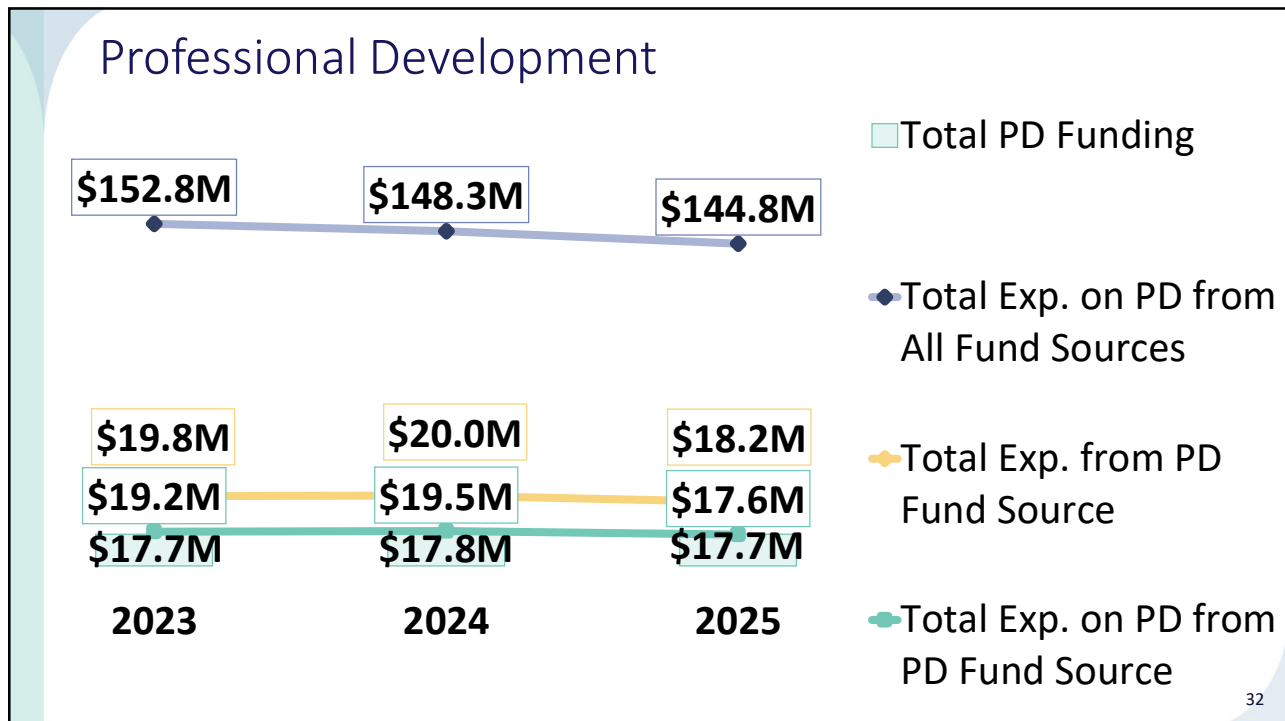 Professional Development
$152.8M
$148.3M
$144.8M
$19.8M
$20.0M
$18.2M
$19.2M
$19.5M
$17.6M
$17.7M
$17.8M
$17.7M
2023
2024
2025
Total PD Funding
Total Exp. on PD from
All Fund Sources
Total Exp. from PD
Fund Source
Total Exp. on PD from
PD Fund Source
32